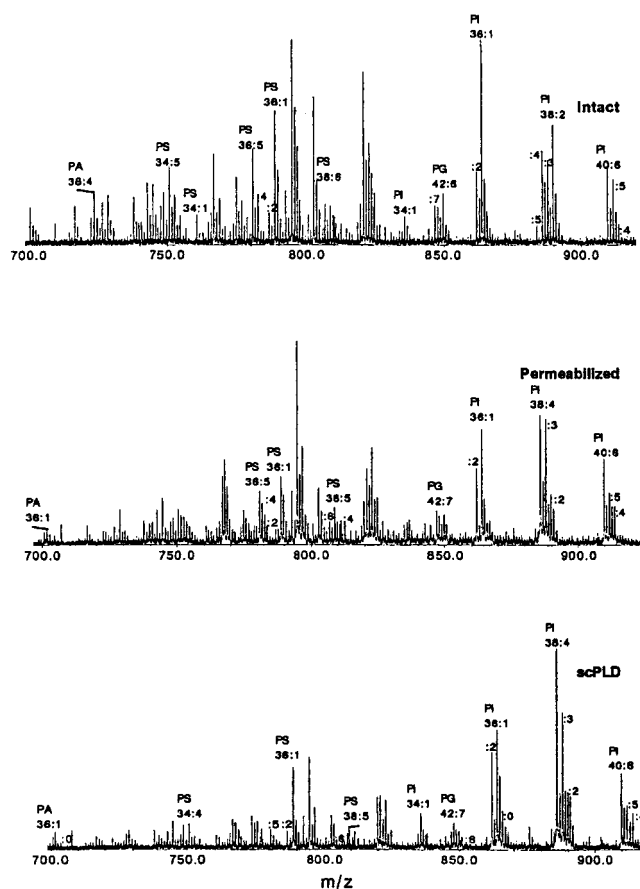 PI
36:1
Intact
PS
36:1
PI
38:2
PS
36:5
PS
34:5
PS
38:6
PI
40:6
PA
36:4
PS
34:1
:4
:2
PI
34:1
PG
42:6
:7
:2
:4
:3
:5
:5
:4
700.0 750.0 800.0 850.0 900.0
Permeabilized
PI
36:1
PI
38:4
:3
PI
40:6
PS
36:1
PS
36:5
:4
:2
PS
38:5
:6
:4
PG
42:7
:2
:2
:5
:4
PA
36:1
700.0 750.0 800.0 850.0 900.0
scPLD
PI
38:4
PI
36:1
:2
:3
PS
36:1
PI
40:6
PS
34:4
PS
38:5
PI
34:1
PG
42:7
:2
:0
:5
PA
36:1
:0
:5
:2
:6
:8
700.0 750.0 800.0 850.0 900.0
m/z